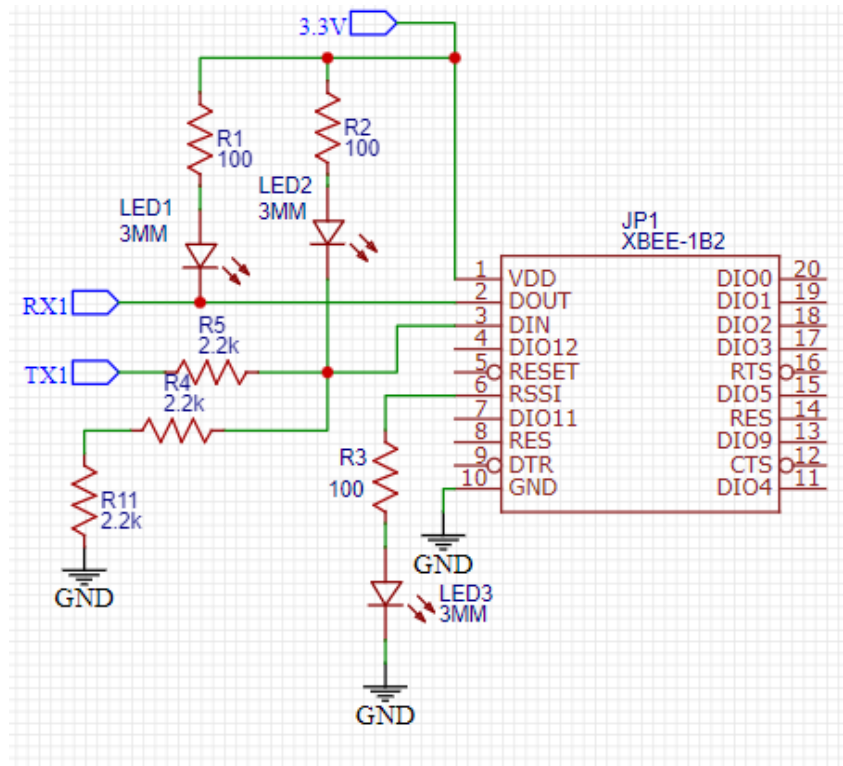 3.3V
R1
100
R2
100
LED1
3MM
LED2
3MM
RX1
TX1
R5
2.2k
R4
2.2k
R11
2.2k
GND
R3
100
LED3
3MM
GND
GND
JP1
XBEE-1B2
1 VDD DIO0 20
2 DOUT DIO1 19
3 DIN DIO2 18
4 DIO12 DIO3 17
5 RESET RTS 16
6 RSSI DIO5 15
7 DIO11 RES 14
8 RES DIO9 13
9 DTR CTS 12
10 GND DIO4 11